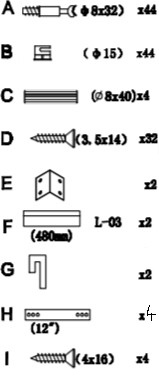 A (Φ8x32) x44
B (Φ15) x44
C (Ø8x40)x4
D (3.5x14) x32
E x2
F L-03 x2
(480mm)
G x2
H x4
(12")
I (4x16) x4